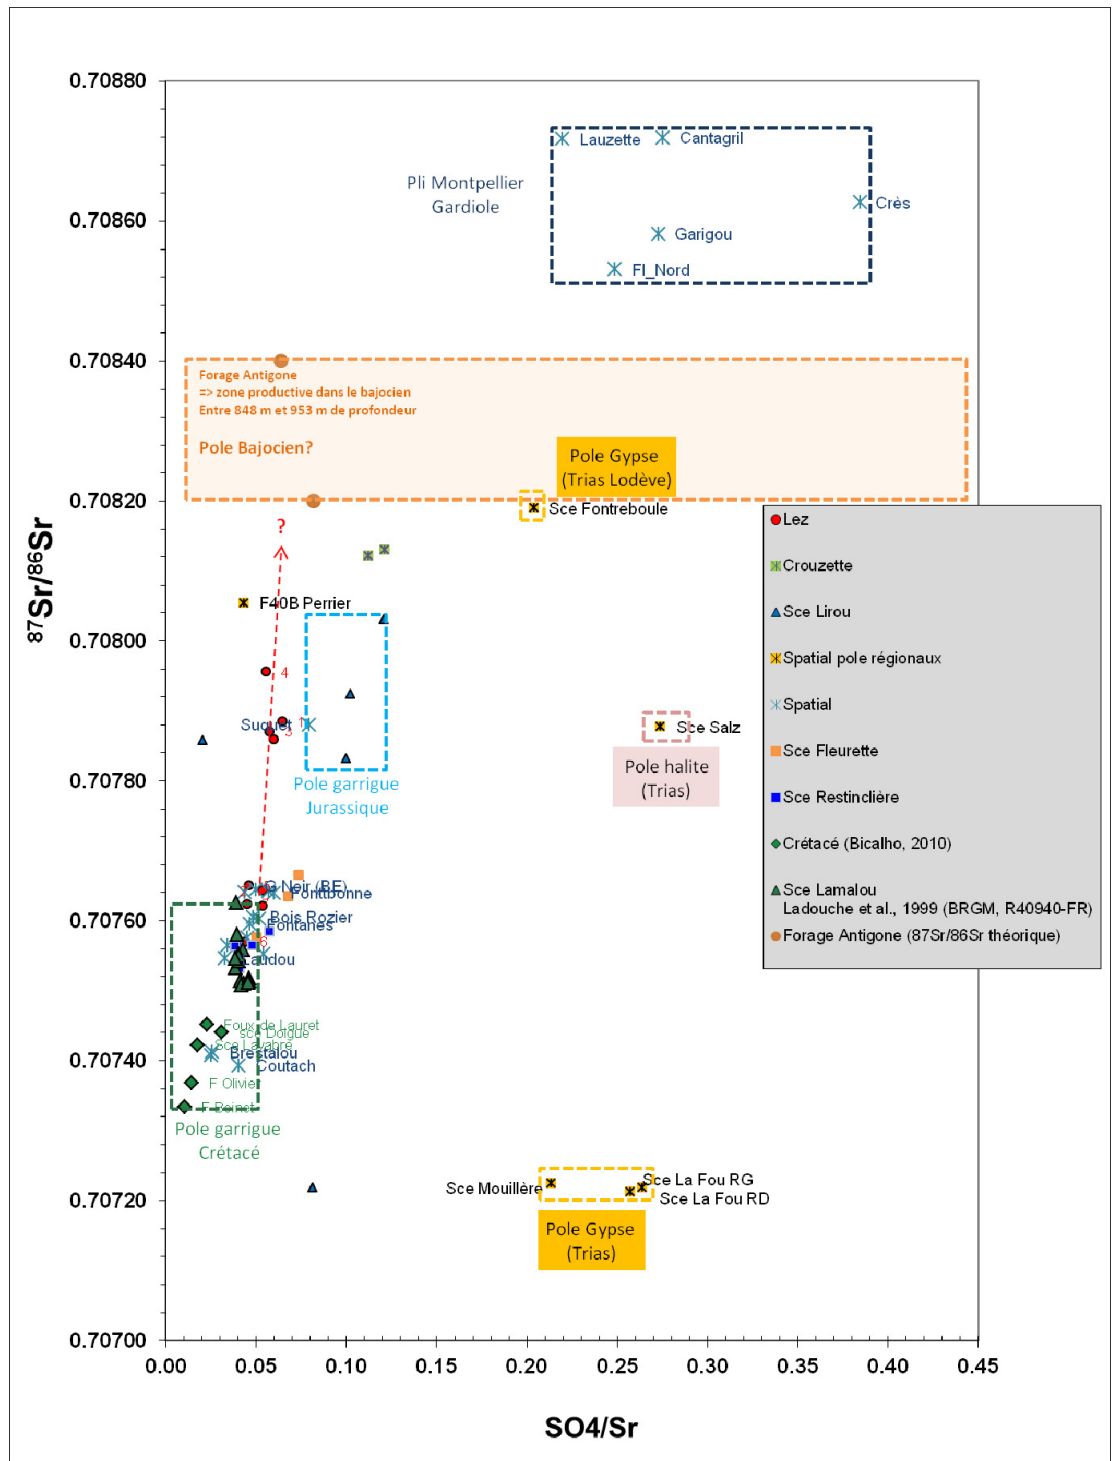 0.70880
0.70860
0.70840
0.70820
0.70800
0.70780
0.70760
0.70740
0.70720
0.70700
87Sr/86Sr
Lauzette
Cantagril
Pli Montpellier
Gardiole
Crès
Garigou
Fl_Nord
Forage Antigone
=> zone productive dans le bajocien
Entre 848 m et 953 m de profondeur
Pole Bajocien?
Pole Gypse
(Trias Lodève)
Sce Fontreboule
?
F40B Perrier
4
Suquet
1
3
Pole garrigue
Jurassique
Sce Salz
Pole halite
(Trias)
Lez
Crouzette
Sce Lirou
Spatial pole régionaux
Spatial
Sce Fleurette
Sce Restinclière
Crétacé (Bicalho, 2010)
Sce Lamalou
Ladouche et al., 1999 (BRGM, R40940-FR)
Forage Antigone (87Sr/86Sr théorique)
G Noir (BF)
Fontbonne
Bois Rozier
Fontanes
6
Laudou
Foux de Lauret
sce Dolgue
Sce Lavabre
Brestalou
Coutach
F Olivier
F Boinet
Pole garrigue
Crétacé
Sce Mouillère
Sce La Fou RG
Sce La Fou RD
Pole Gypse
(Trias)
0.00 0.05 0.10 0.15 0.20 0.25 0.30 0.35 0.40 0.45
SO4/Sr